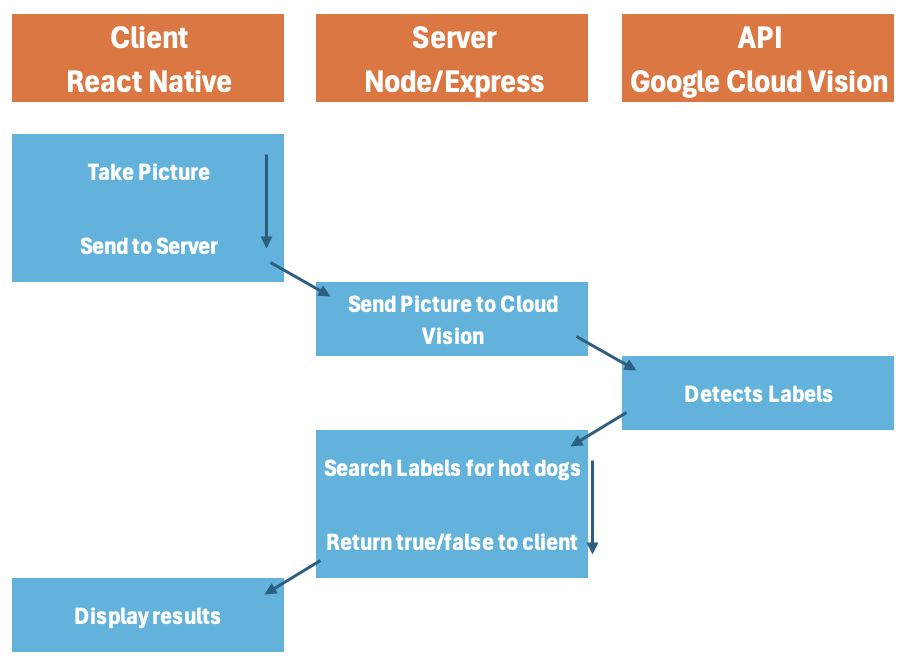 Client
React Native
Server
Node/Express
API
Google Cloud Vision
Take Picture
Send to Server
Send Picture to Cloud
Vision
Detects Labels
Search Labels for hot dogs
Return true/false to client
Display results